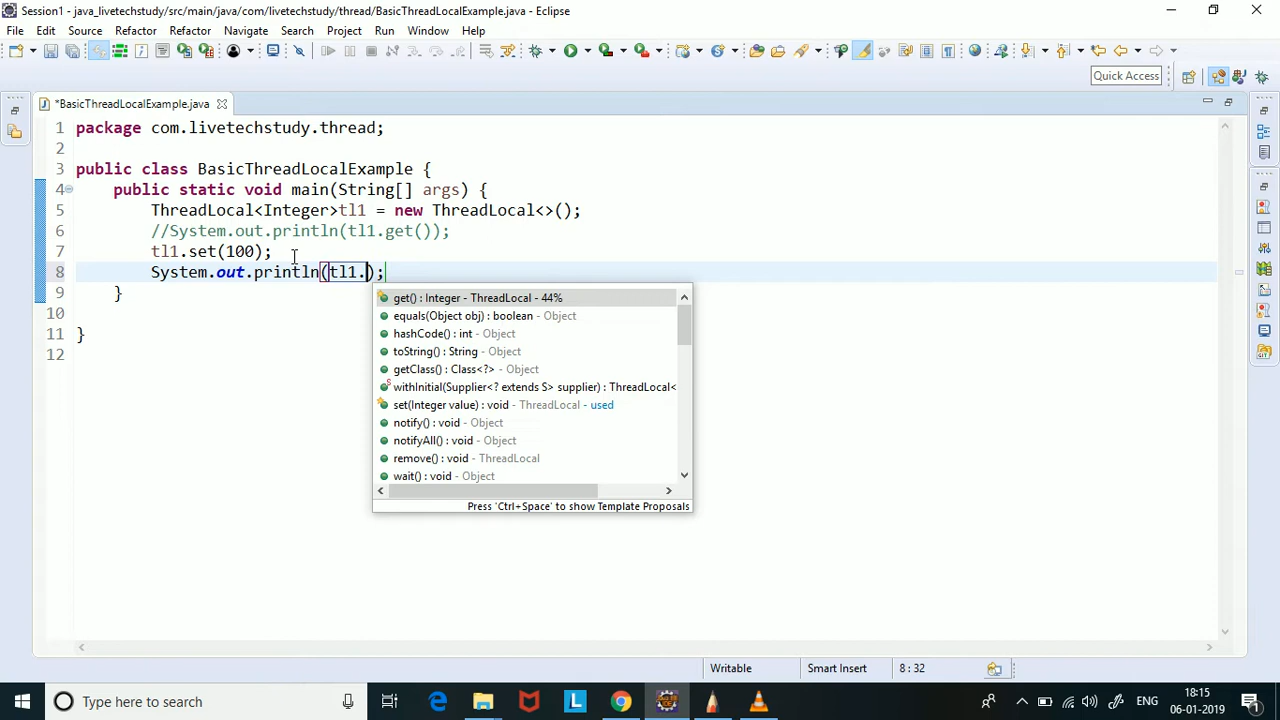 Session1 - java_livetechstudy/src/main/java/com/livetechstudy/thread/BasicThreadLocalExample.java - Eclipse
File Edit Source Refactor Refactor Navigate Search Project Run Window Help
Quick Access
*BasicThreadLocalExample.java
1 package com.livetechstudy.thread;
2
3 public class BasicThreadLocalExample {
4 public static void main(String[] args) {
5 ThreadLocal<Integer>tl1 = new ThreadLocal<>();
6 //System.out.println(tl1.get());
7 tl1.set(100);
8 System.out.println(tl1.);
9 }
10
11 }
12
get() : Integer - ThreadLocal - 44%
equals(Object obj) : boolean - Object
hashCode() : int - Object
toString() : String - Object
getClass() : Class<?> - Object
withInitial(Supplier<? extends S> supplier) : ThreadLocal<
set(Integer value) : void - ThreadLocal - used
notify() : void - Object
notifyAll() : void - Object
remove() : void - ThreadLocal
wait() : void - Object
Press 'Ctrl+Space' to show Template Proposals
Writable Smart Insert 8 : 32
Type here to search
ENG
18:15
06-01-2019